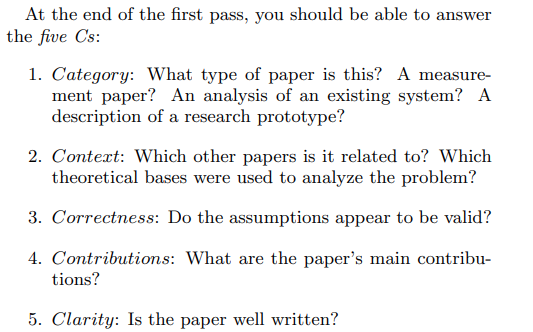 At the end of the first pass, you should be able to answer
the five Cs:
1. Category: What type of paper is this? A measure-
ment paper? An analysis of an existing system? A
description of a research prototype?
2. Context: Which other papers is it related to? Which
theoretical bases were used to analyze the problem?
3. Correctness: Do the assumptions appear to be valid?
4. Contributions: What are the paper's main contribu-
tions?
5. Clarity: Is the paper well written?